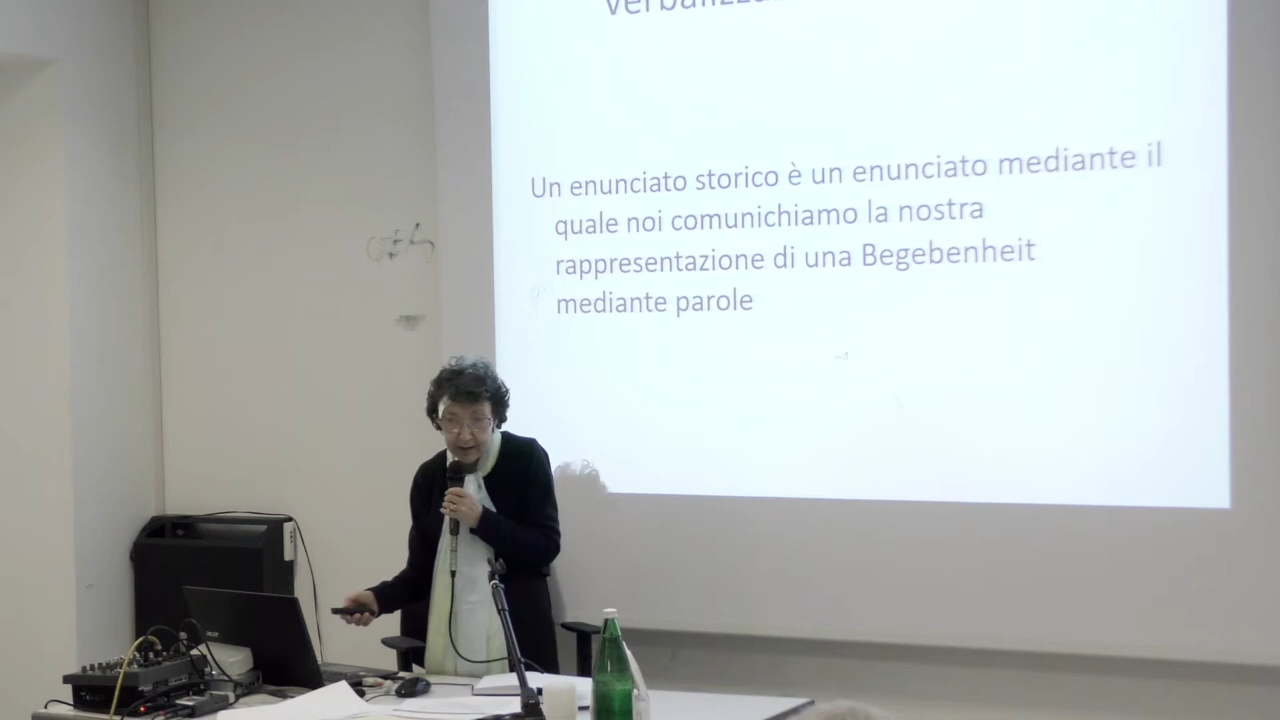 Un enunciato storico è un enunciato mediante il
quale noi comunichiamo la nostra
rappresentazione di una Begebenheit
mediante parole